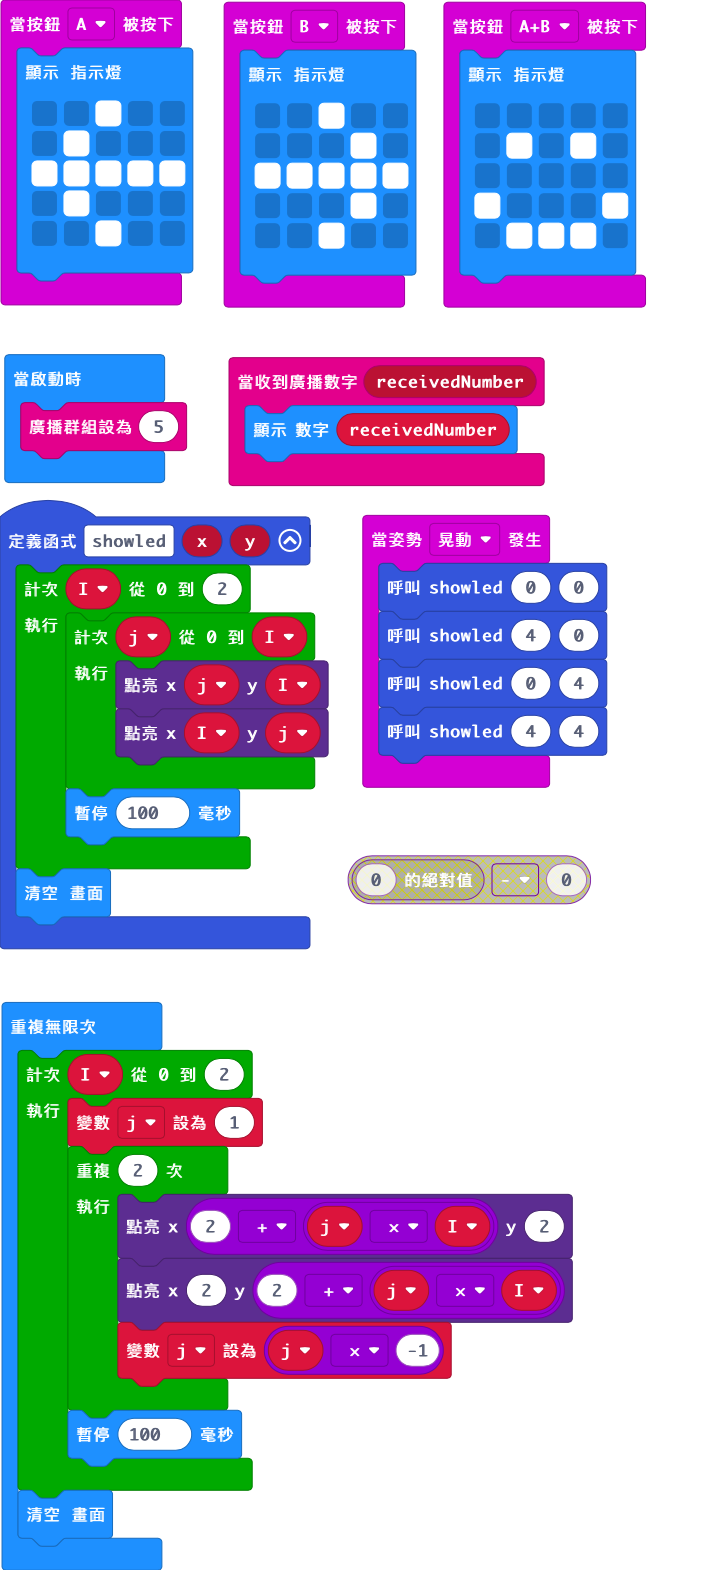 當按鈕 A 被按下
顯示 指示燈
當按鈕 B 被按下
顯示 指示燈
當按鈕 A+B 被按下
顯示 指示燈
當啟動時
廣播群組設為 5
當收到廣播數字 receivedNumber
顯示 數字 receivedNumber
定義函式 showled x y
計次 I 從 0 到 2
執行
計次 j 從 0 到 I
執行
點亮 x j y I
點亮 x I y j
暫停 100 毫秒
清空 畫面
當姿勢 晃動 發生
呼叫 showled 0 0
呼叫 showled 4 0
呼叫 showled 0 4
呼叫 showled 4 4
0 的絕對值 - 0
重複無限次
計次 I 從 0 到 2
執行
變數 j 設為 1
重複 2 次
執行
點亮 x 2 + j × I y 2
點亮 x 2 y 2 + j × I
變數 j 設為 j × -1
暫停 100 毫秒
清空 畫面